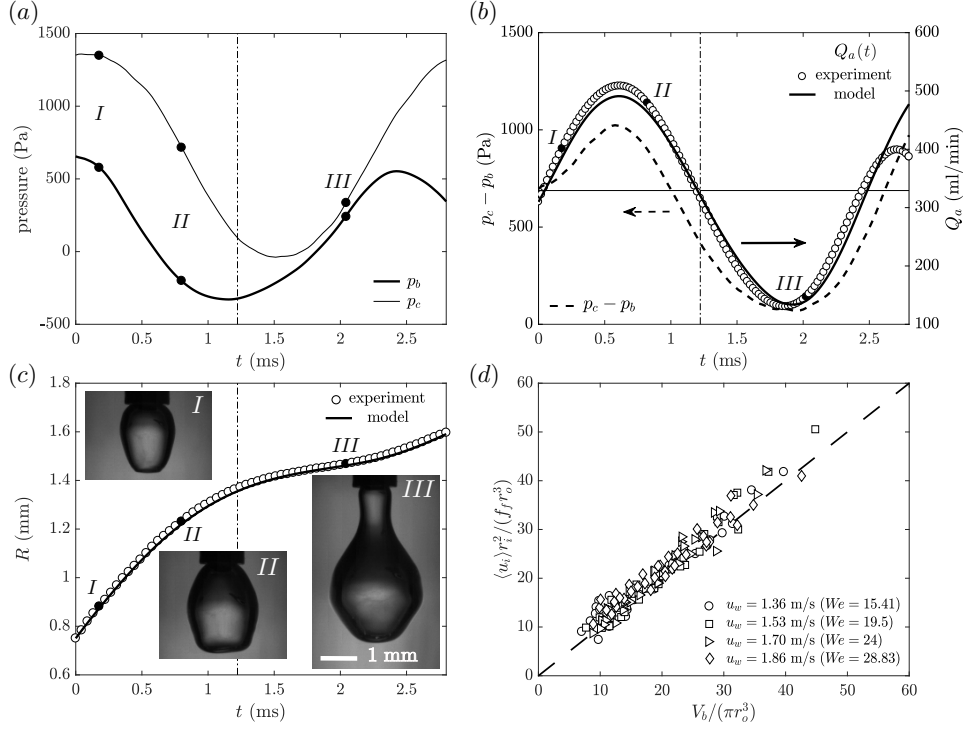 (a)
1500
1000
500
0
-500
pressure (Pa)
I
II
III
p_b
p_c
0 0.5 1 1.5 2 2.5
t (ms)
(b)
1500
1000
500
0
p_c − p_b (Pa)
600
500
400
300
200
100
Q_a (ml/min)
Q_a(t)
experiment
model
I
II
III
p_c − p_b
0 0.5 1 1.5 2 2.5
t (ms)
(c)
1.8
1.6
1.4
1.2
1
0.8
0.6
R (mm)
experiment
model
I
I
II
II
III
III
1 mm
0 0.5 1 1.5 2 2.5
t (ms)
(d)
60
50
40
30
20
10
0
⟨u_i⟩r_i^2/(f_f r_o^3)
u_w = 1.36 m/s (We = 15.41)
u_w = 1.53 m/s (We = 19.5)
u_w = 1.70 m/s (We = 24)
u_w = 1.86 m/s (We = 28.83)
0 10 20 30 40 50 60
V_b/(πr_o^3)